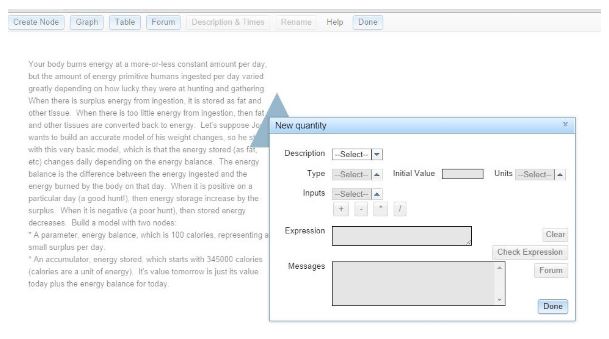 Create Node Graph Table Forum Description & Times Rename Help Done
Your body burns energy at a more-or-less constant amount per day,
but the amount of energy primitive humans ingested per day varied
greatly depending on how lucky they were at hunting and gathering
When there is surplus energy from ingestion, it is stored as fat and
other tissue. When there is too little energy from ingestion, then fat
and other tissues are converted back to energy. Let's suppose Jo
wants to build an accurate model of his weight changes, so he st
with this very basic model, which is that the energy stored (as fat,
etc) changes daily depending on the energy balance. The energy
balance is the difference between the energy ingested and the
energy burned by the body on that day. When it is positive on a
particular day (a good hunt!), then energy storage increase by the
surplus. When it is negative (a poor hunt), then stored energy
decreases. Build a model with two nodes:
* A parameter, energy balance, which is 100 calories, representing a
small surplus per day.
* An accumulator, energy stored, which starts with 345000 calories
(calories are a unit of energy). It's value tomorrow is just its value
today plus the energy balance for today.
New quantity x
Description --Select--
Type --Select-- Initial Value Units --Select--
Inputs --Select--
+ - * /
Expression
Clear
Check Expression
Messages
Forum
Done